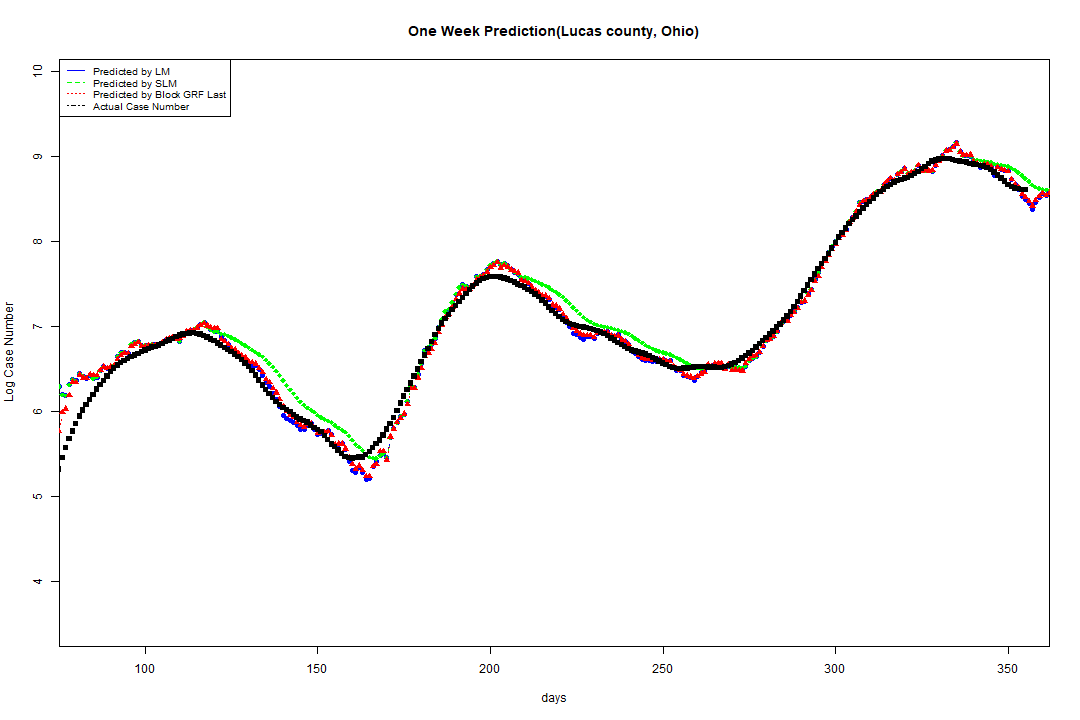 One Week Prediction(Lucas county, Ohio)
Predicted by LM
Predicted by SLM
Predicted by Block GRF Last
Actual Case Number
10
9
8
7
6
5
4
Log Case Number
100 150 200 250 300 350
days